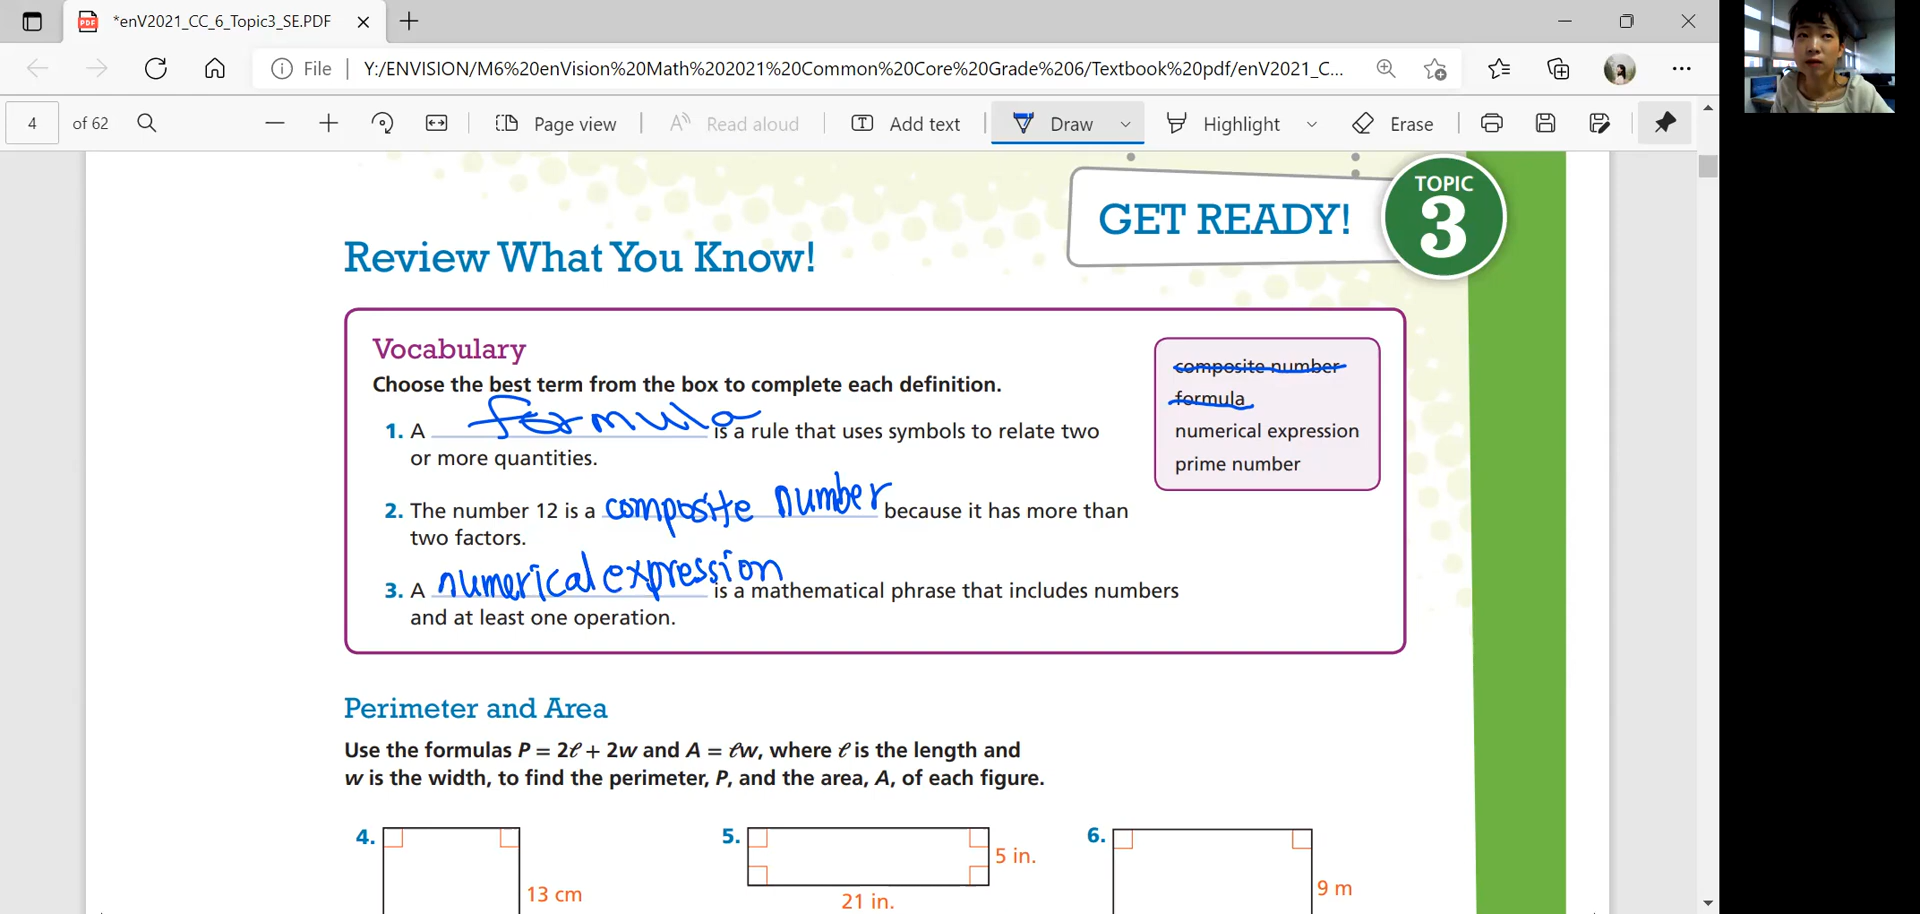 *enV2021_CC_6_Topic3_SE.PDF
File | Y:/ENVISION/M6%20enVision%20Math%202021%20Common%20Core%20Grade%206/Textbook%20pdf/enV2021_C...
4 of 62 Page view Read aloud Add text Draw Highlight Erase
TOPIC
3
GET READY!
Review What You Know!
Vocabulary
Choose the best term from the box to complete each definition.
composite number
formula
numerical expression
prime number
1. A formula is a rule that uses symbols to relate two
or more quantities.
2. The number 12 is a composite number because it has more than
two factors.
3. A numerical expression is a mathematical phrase that includes numbers
and at least one operation.
Perimeter and Area
Use the formulas P = 2ℓ + 2w and A = ℓw, where ℓ is the length and
w is the width, to find the perimeter, P, and the area, A, of each figure.
4.
13 cm
5.
5 in.
21 in.
6.
9 m